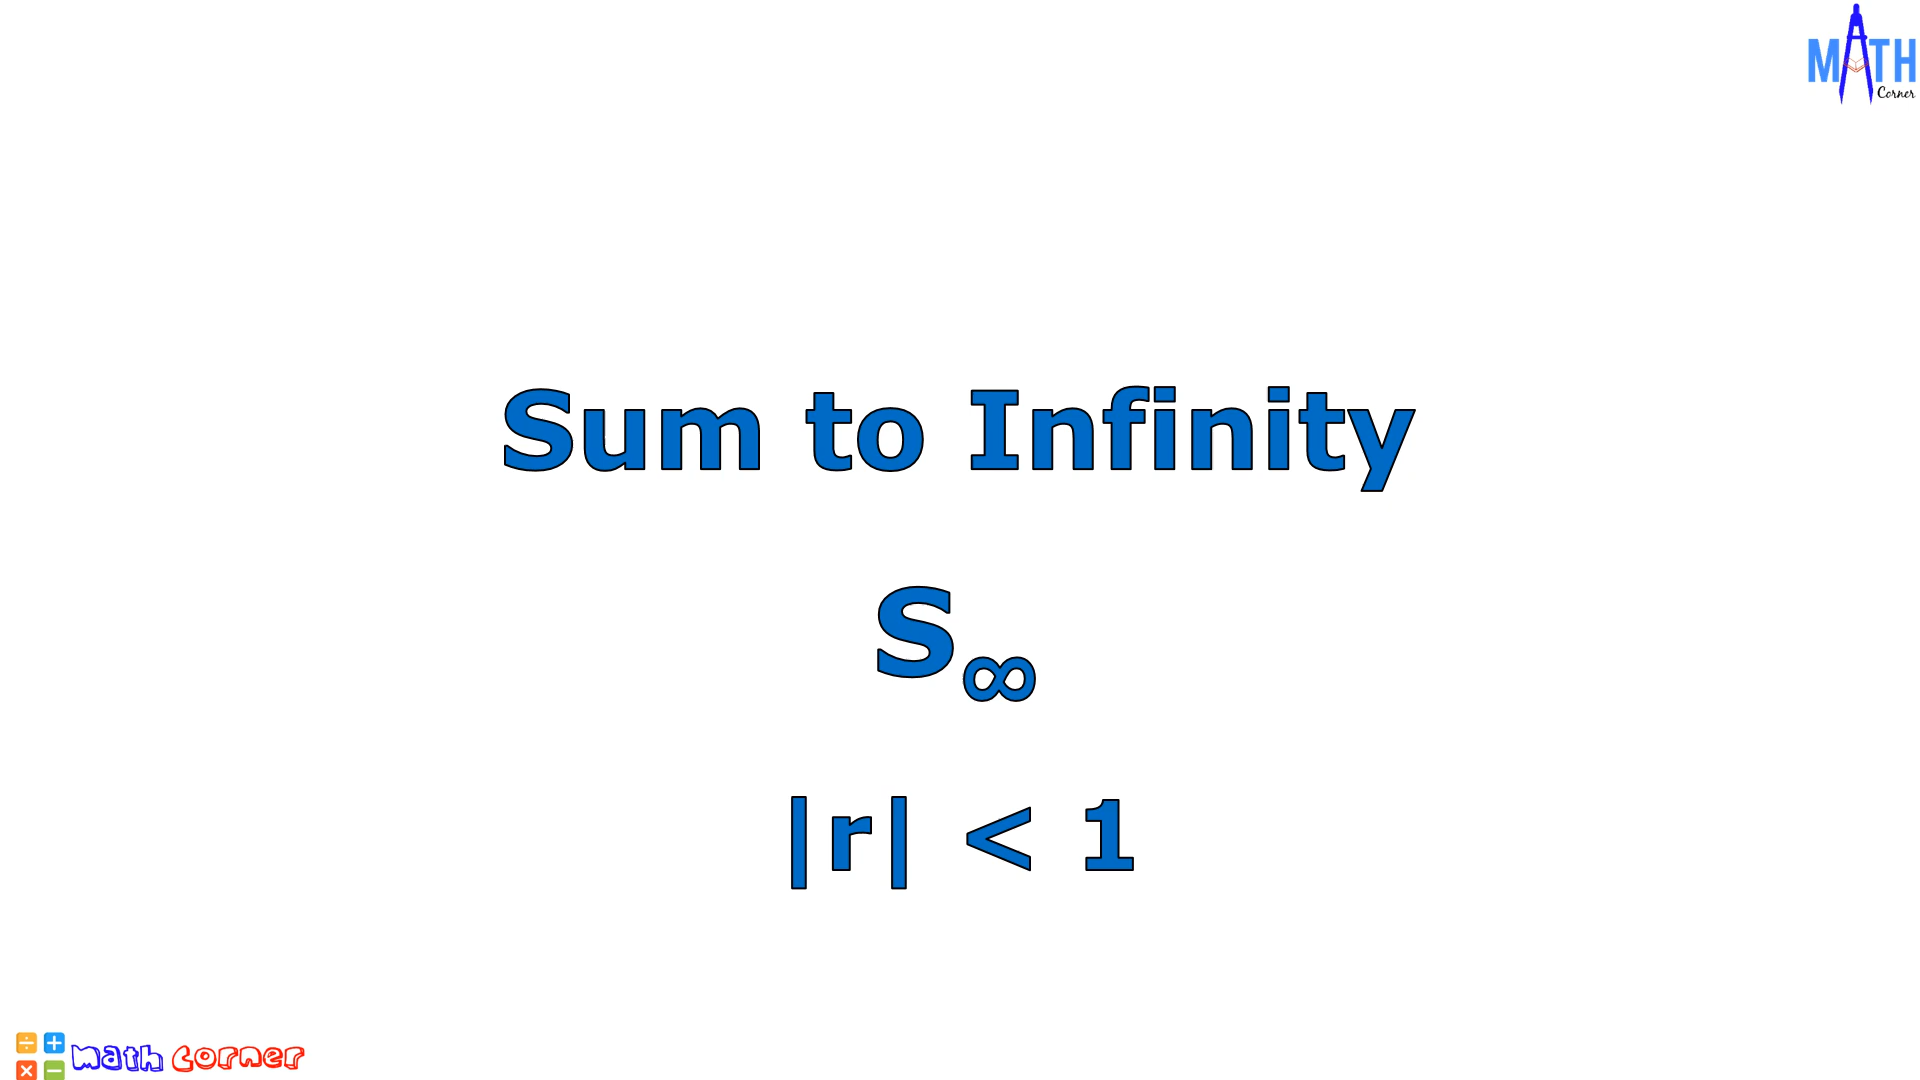 MATH
Corner
Sum to Infinity
S∞
|r| < 1
math corner